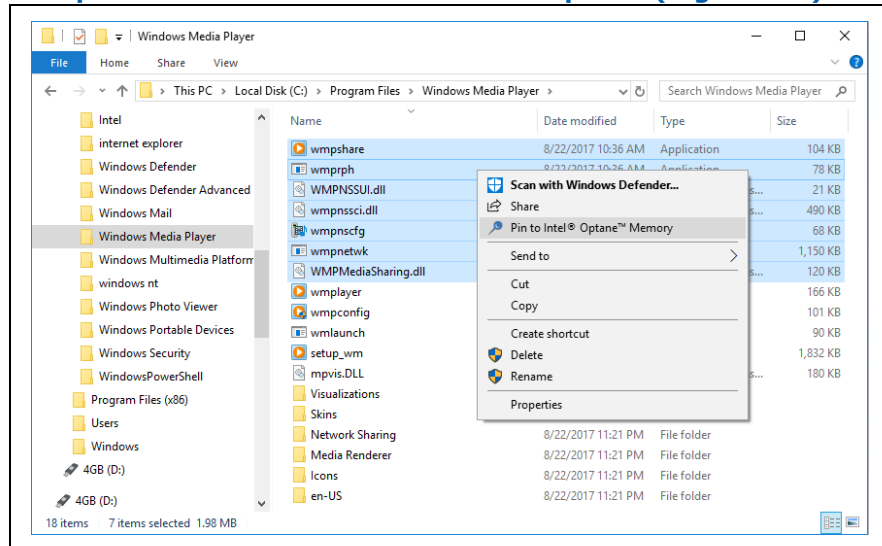 Windows Media Player
File Home Share View
This PC > Local Disk (C:) > Program Files > Windows Media Player > Search Windows Media Player
Intel
internet explorer
Windows Defender
Windows Defender Advanced
Windows Mail
Windows Media Player
Windows Multimedia Platform
windows nt
Windows Photo Viewer
Windows Portable Devices
Windows Security
WindowsPowerShell
Program Files (x86)
Users
Windows
4GB (D:)
4GB (D:)
Name Date modified Type Size
wmpshare 8/22/2017 10:36 AM Application 104 KB
wmprph 8/22/2017 10:36 AM Application 78 KB
WMPNSSUI.dll 21 KB
wmpnssci.dll 490 KB
wmpnscfg 68 KB
wmpnetwk 1,150 KB
WMPMediaSharing.dll 120 KB
wmplayer 166 KB
wmpconfig 101 KB
wmlaunch 90 KB
setup_wm 1,832 KB
mpvis.DLL 180 KB
Visualizations
Skins
Network Sharing 8/22/2017 11:21 PM File folder
Media Renderer 8/22/2017 11:21 PM File folder
Icons 8/22/2017 11:21 PM File folder
en-US 8/22/2017 11:21 PM File folder
Scan with Windows Defender...
Share
Pin to Intel® Optane™ Memory
Send to
Cut
Copy
Create shortcut
Delete
Rename
Properties
18 items 7 items selected 1.98 MB